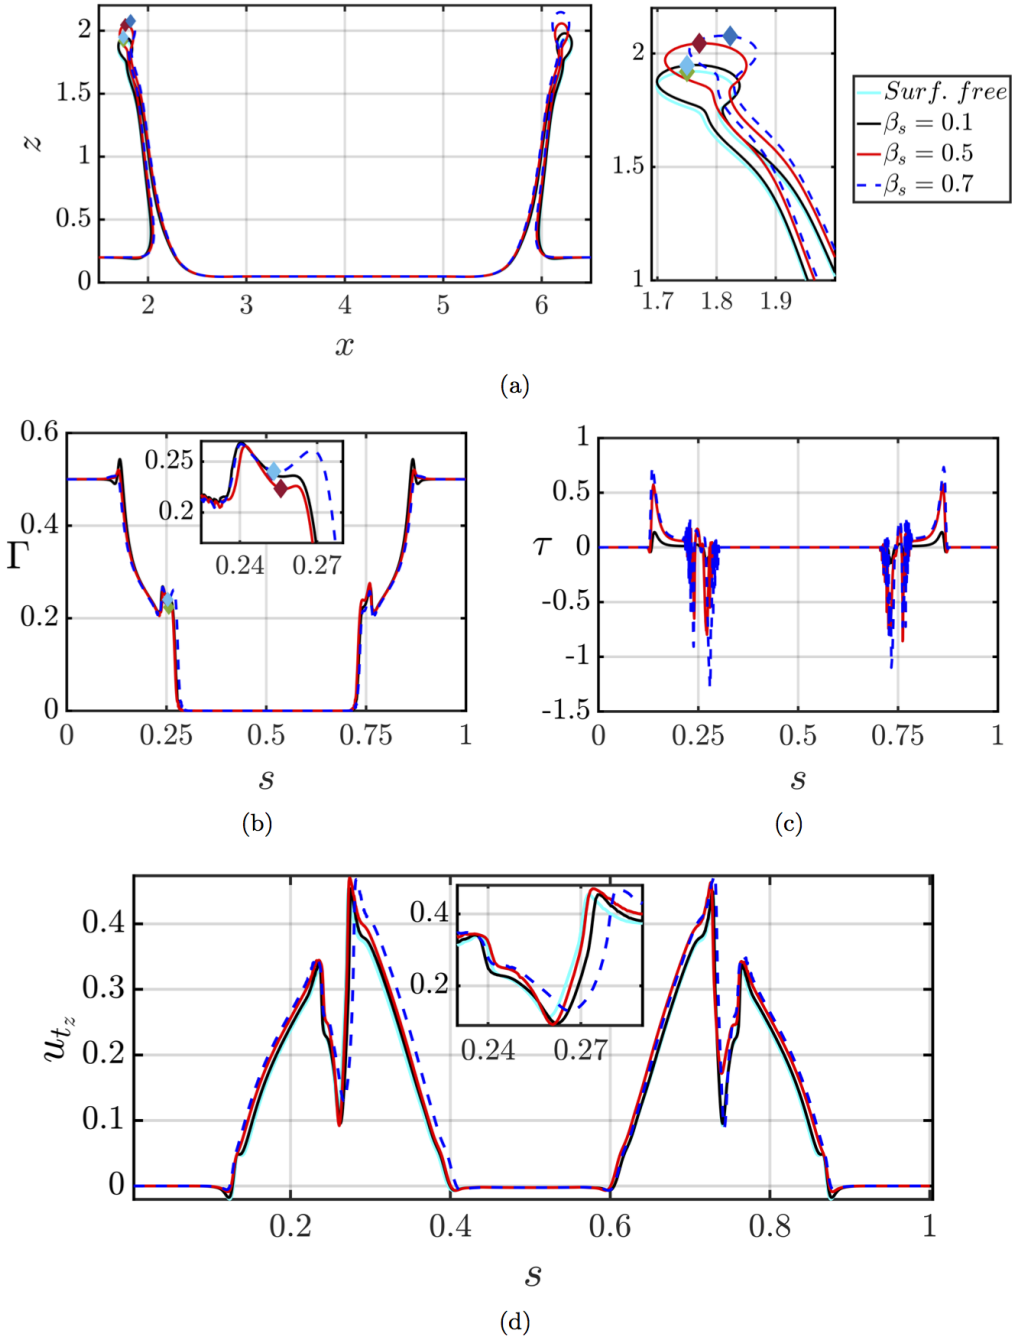 2
1.5
z
1
0.5
0
2 3 4 5 6
x
2
1.5
1
1.7 1.8 1.9
Surf. free
βs = 0.1
βs = 0.5
βs = 0.7
(a)
0.6
0.4
Γ
0.2
0
0 0.25 0.5 0.75 1
s
0.25
0.2
0.24 0.27
(b)
1
0.5
τ 0
-0.5
-1
-1.5
0 0.25 0.5 0.75 1
s
(c)
0.4
0.3
u_{t_z}
0.2
0.1
0
0.2 0.4 0.6 0.8 1
s
0.4
0.2
0.24 0.27
(d)